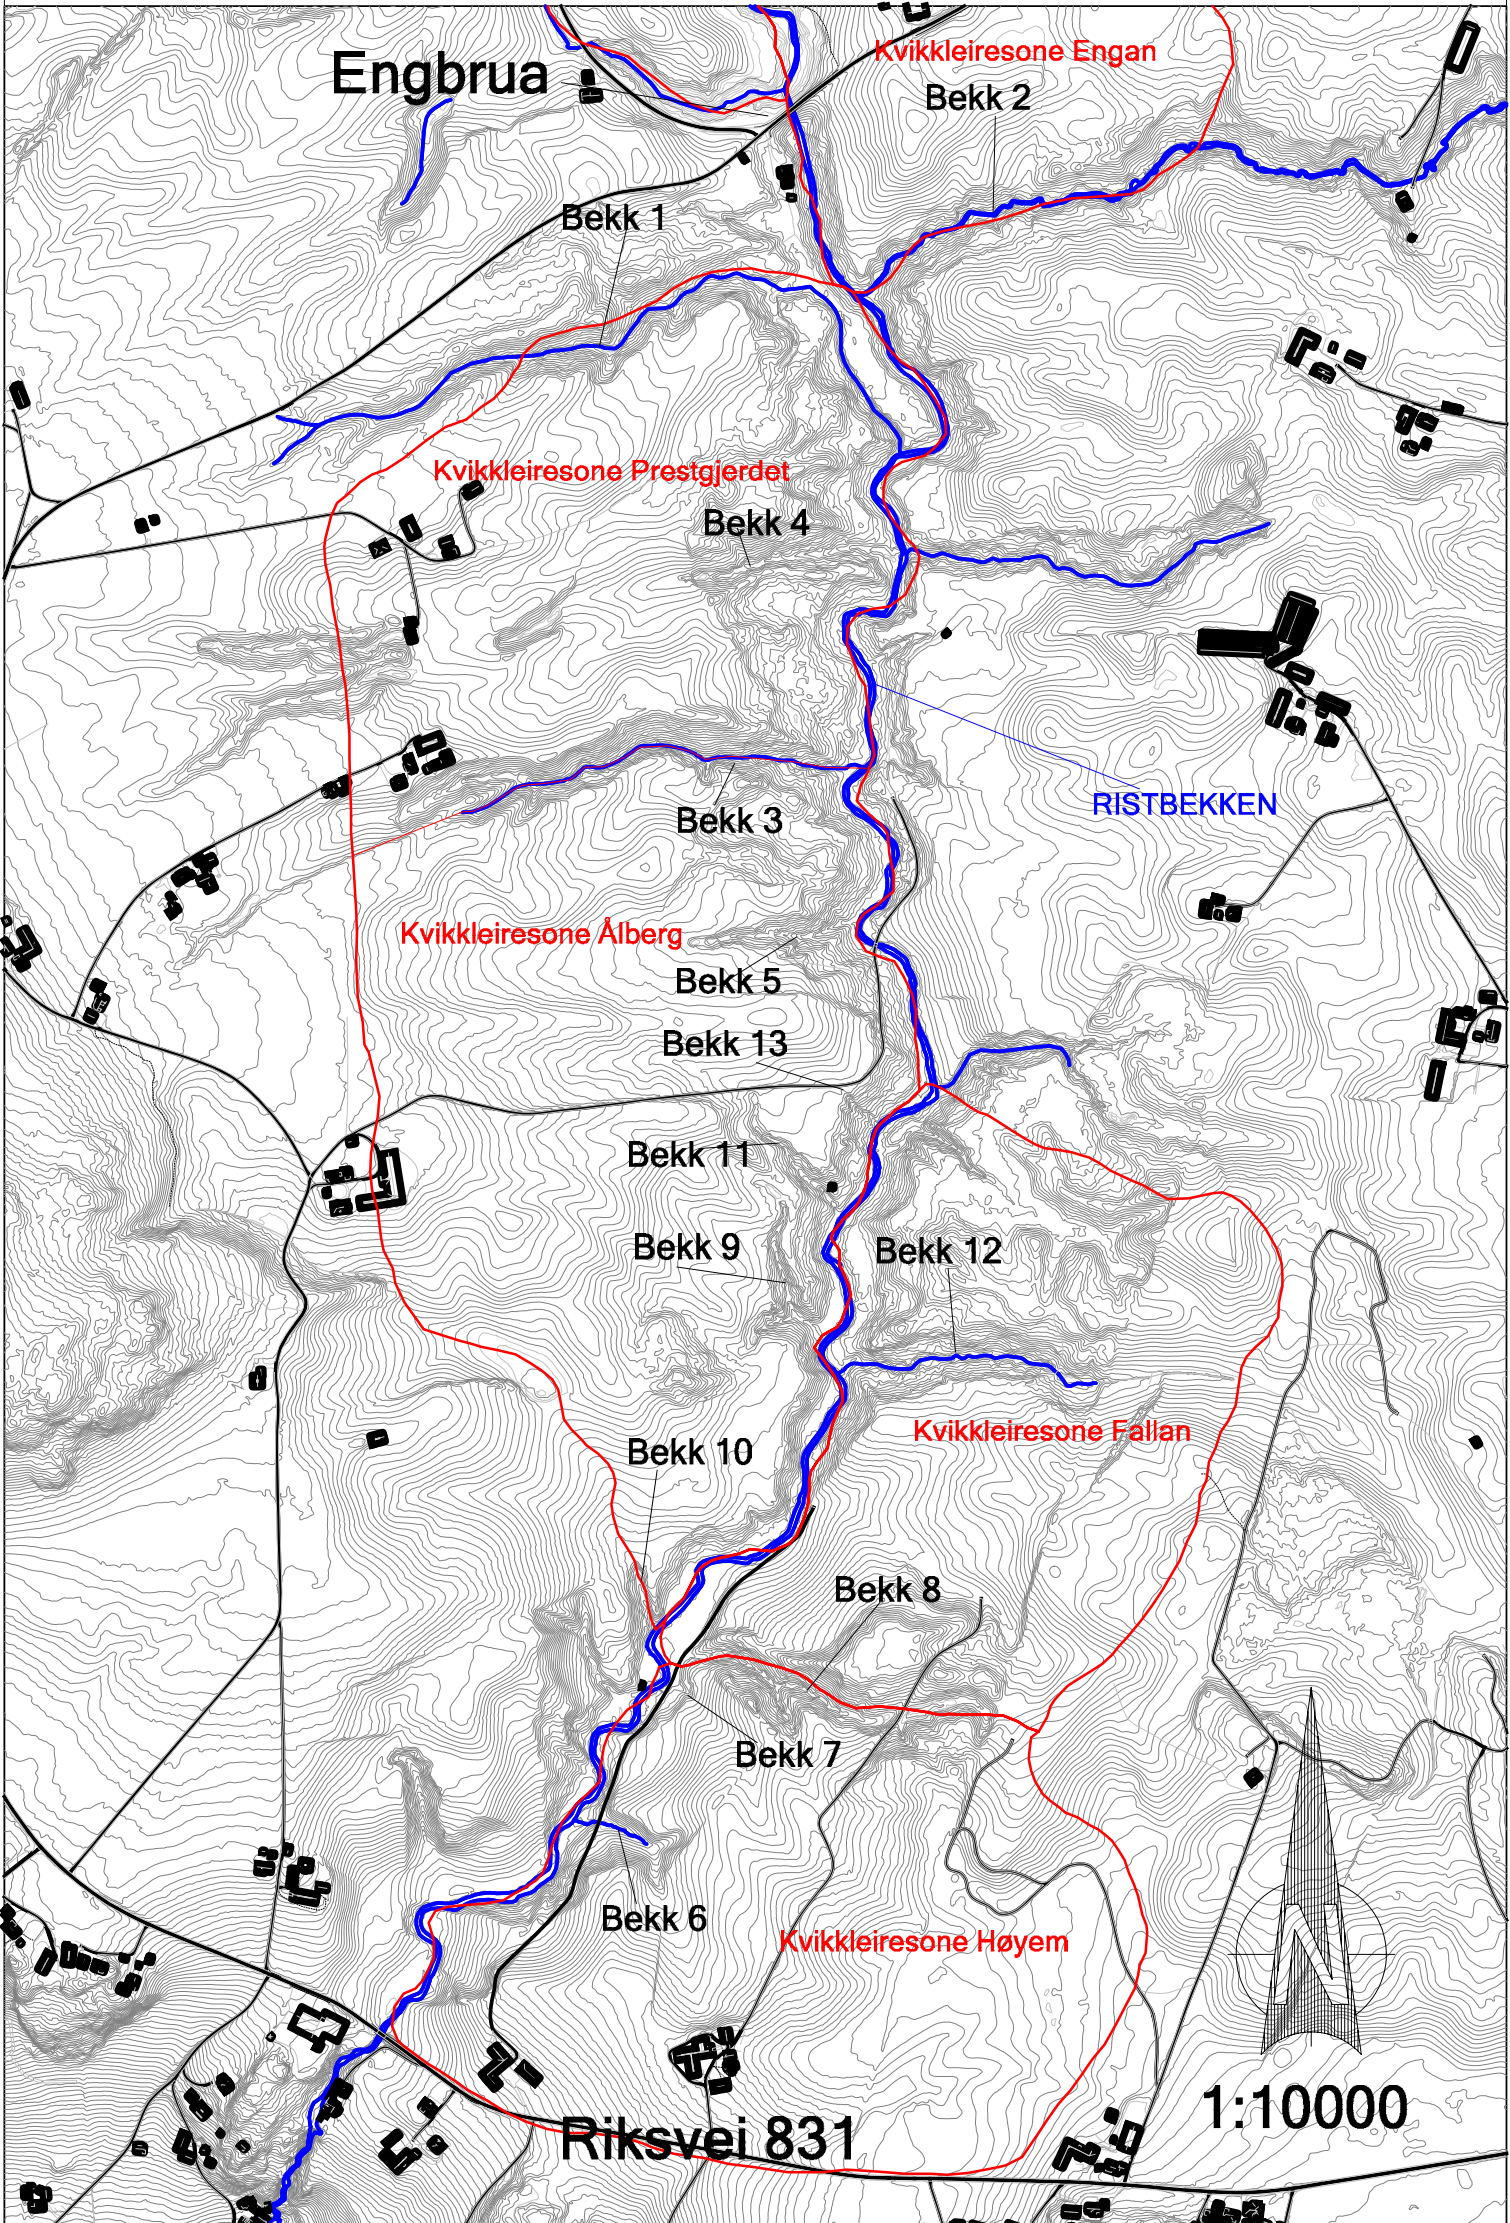 Kvikkleiresone Engan
Engbrua
Bekk 2
Bekk 1
Kvikkleiresone Prestgjerdet
Bekk 4
RISTBEKKEN
Bekk 3
Kvikkleiresone Ålberg
Bekk 5
Bekk 13
Bekk 11
Bekk 9
Bekk 12
Kvikkleiresone Fallan
Bekk 10
Bekk 8
Bekk 7
Bekk 6
Kvikkleiresone Høyem
N
1:10000
Riksvei 831